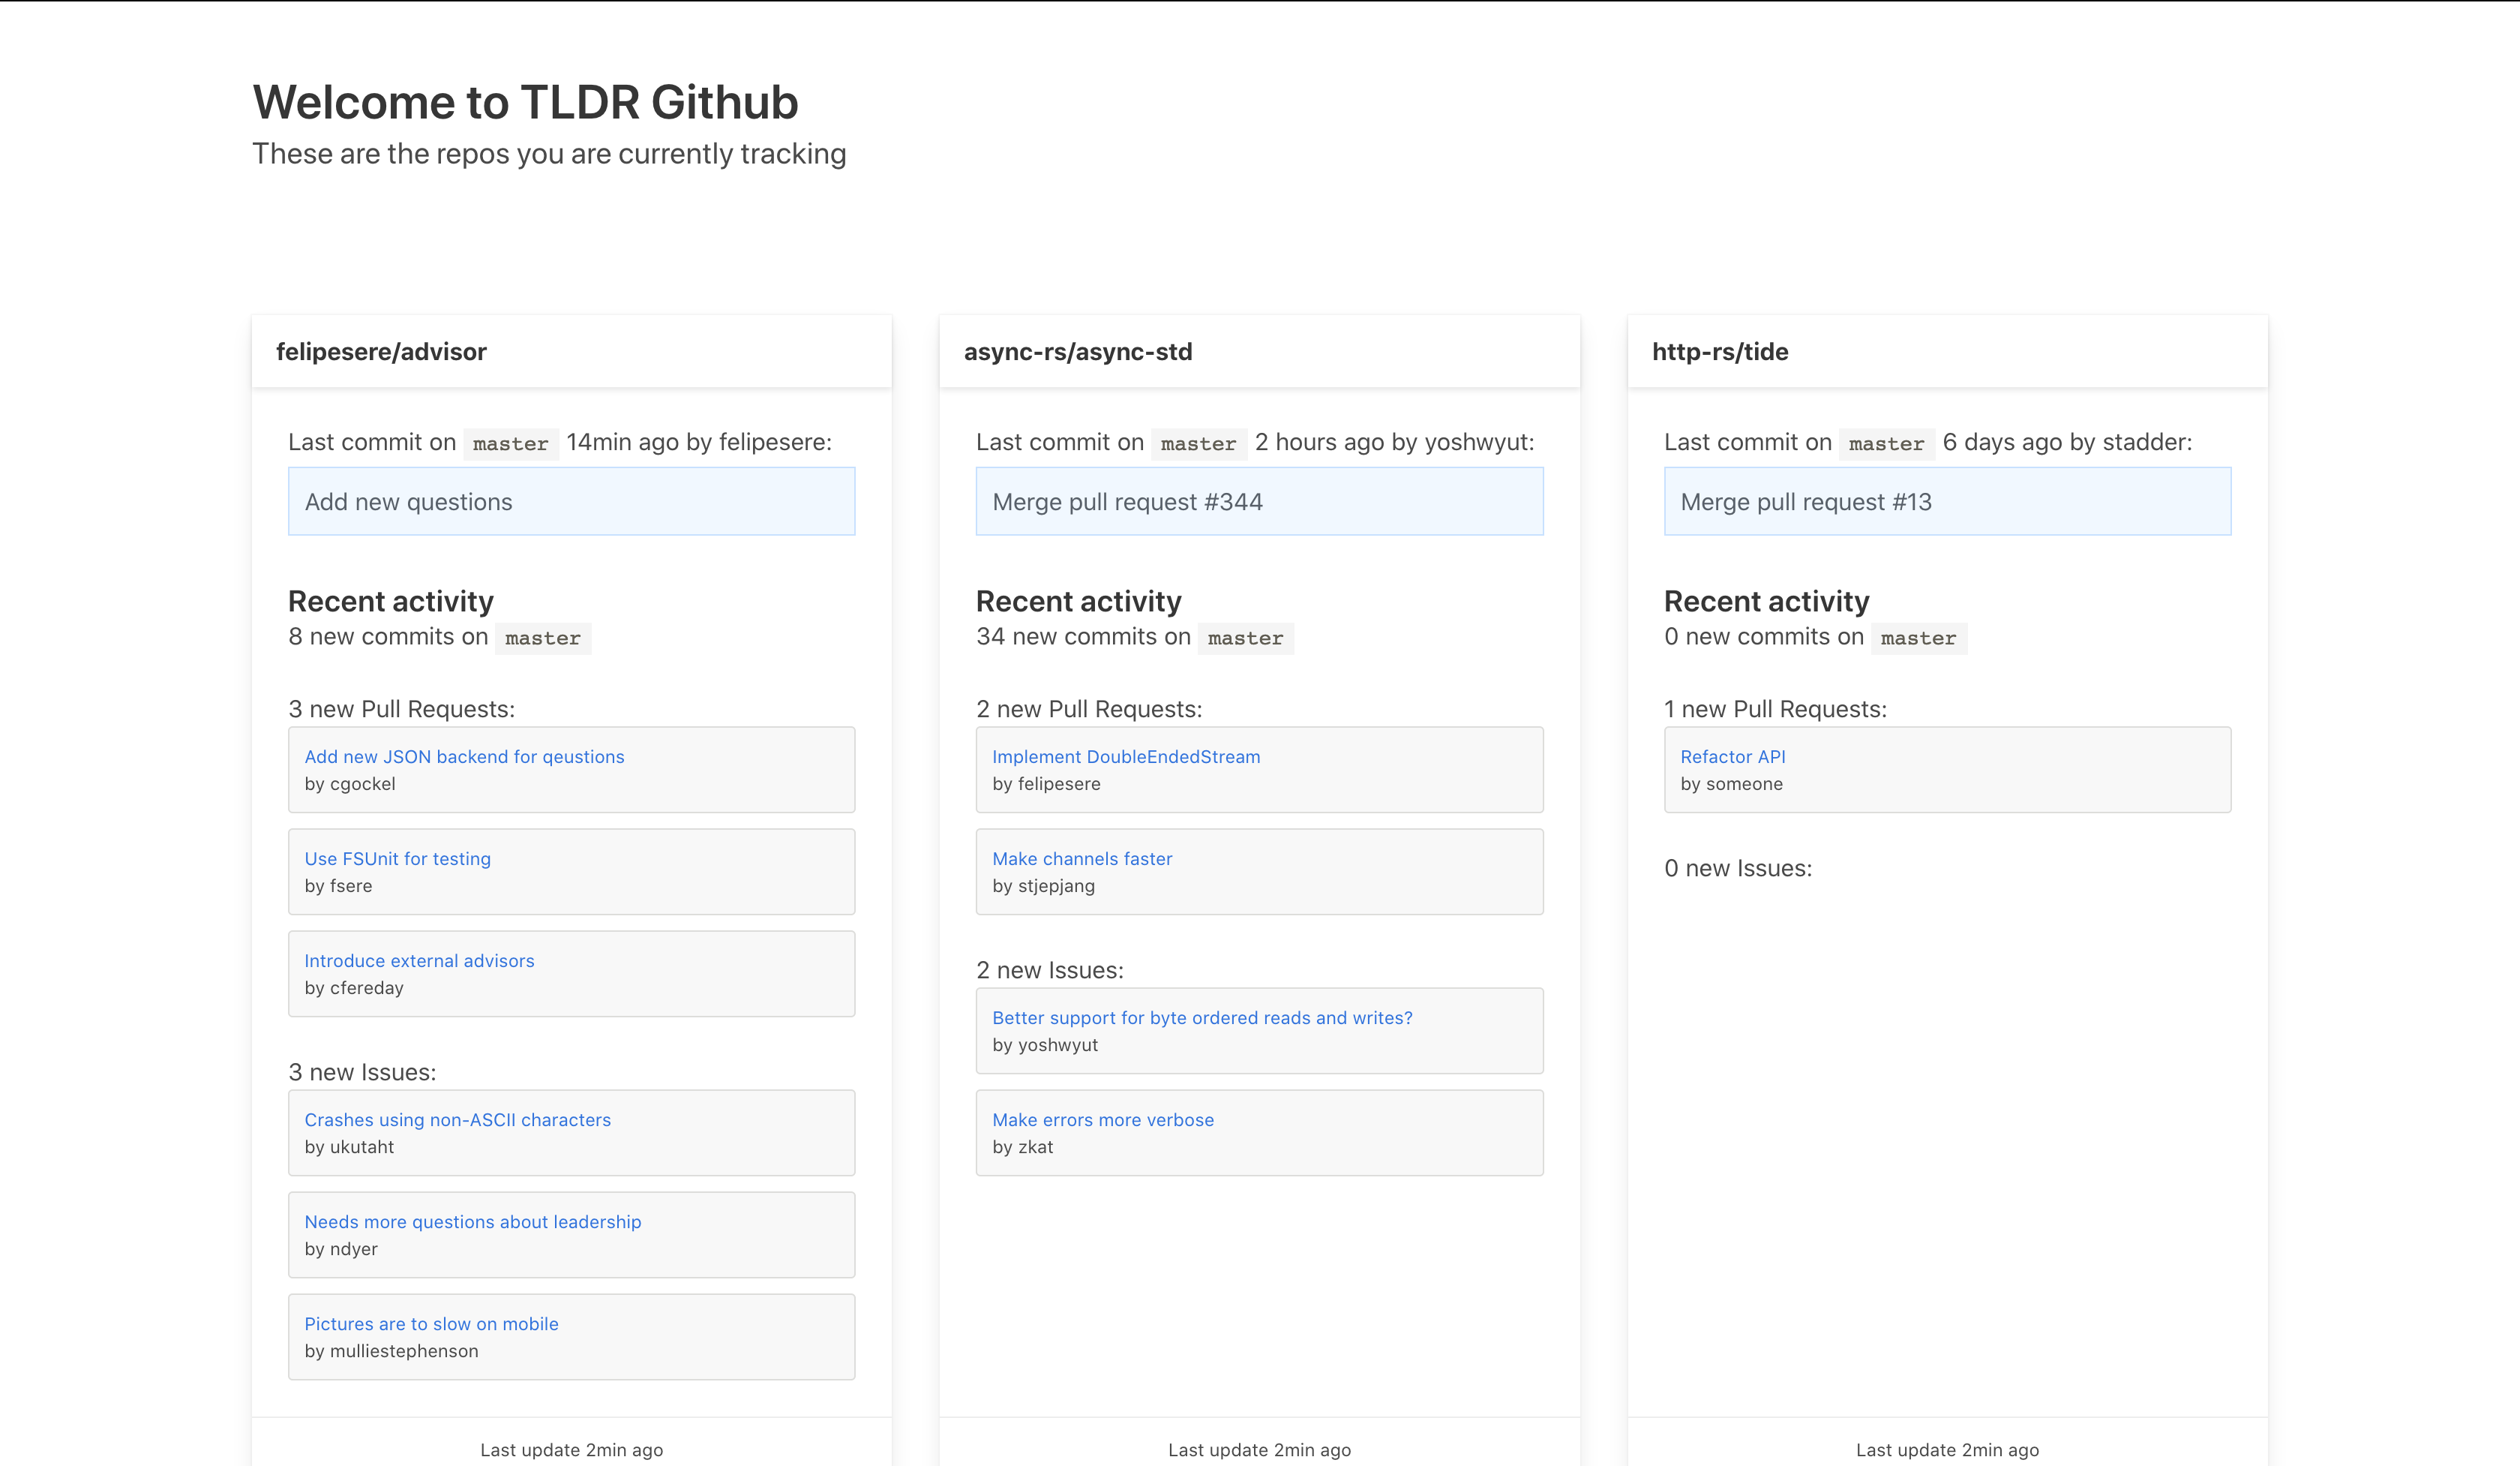 Welcome to TLDR Github
These are the repos you are currently tracking
felipesere/advisor
Last commit on master 14min ago by felipesere:
Add new questions
Recent activity
8 new commits on master
3 new Pull Requests:
Add new JSON backend for qeustions
by cgockel
Use FSUnit for testing
by fsere
Introduce external advisors
by cfereday
3 new Issues:
Crashes using non-ASCII characters
by ukutaht
Needs more questions about leadership
by ndyer
Pictures are to slow on mobile
by mulliestephenson
Last update 2min ago
async-rs/async-std
Last commit on master 2 hours ago by yoshwyut:
Merge pull request #344
Recent activity
34 new commits on master
2 new Pull Requests:
Implement DoubleEndedStream
by felipesere
Make channels faster
by stjepjang
2 new Issues:
Better support for byte ordered reads and writes?
by yoshwyut
Make errors more verbose
by zkat
Last update 2min ago
http-rs/tide
Last commit on master 6 days ago by stadder:
Merge pull request #13
Recent activity
0 new commits on master
1 new Pull Requests:
Refactor API
by someone
0 new Issues:
Last update 2min ago